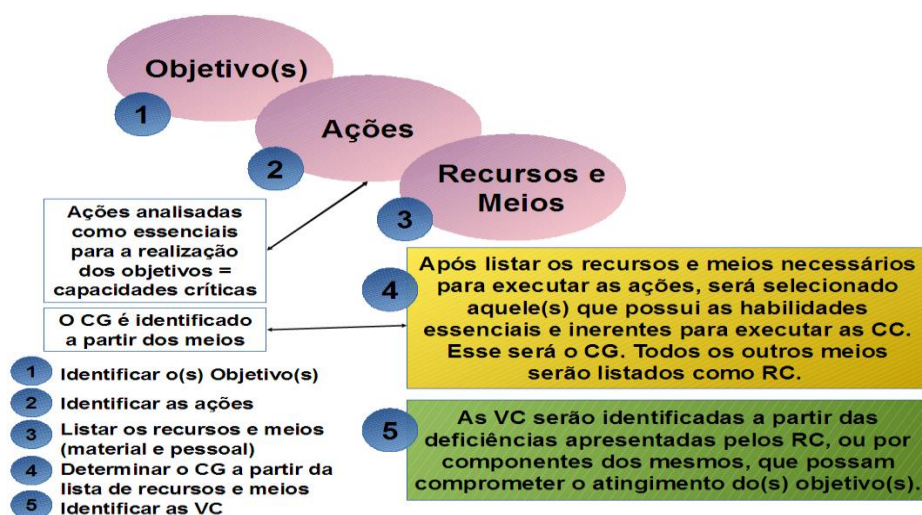 Objetivo(s)
1
Ações
2
Recursos e
Meios
3
Ações analisadas
como essenciais
para a realização
dos objetivos =
capacidades críticas
O CG é identificado
a partir dos meios
4
Após listar os recursos e meios necessários
para executar as ações, será selecionado
aquele(s) que possui as habilidades
essenciais e inerentes para executar as CC.
Esse será o CG. Todos os outros meios
serão listados como RC.
1 Identificar o(s) Objetivo(s)
2 Identificar as ações
3 Listar os recursos e meios
(material e pessoal)
4 Determinar o CG a partir da
lista de recursos e meios
5 Identificar as VC
5
As VC serão identificadas a partir das
deficiências apresentadas pelos RC, ou por
componentes dos mesmos, que possam
comprometer o atingimento do(s) objetivo(s).